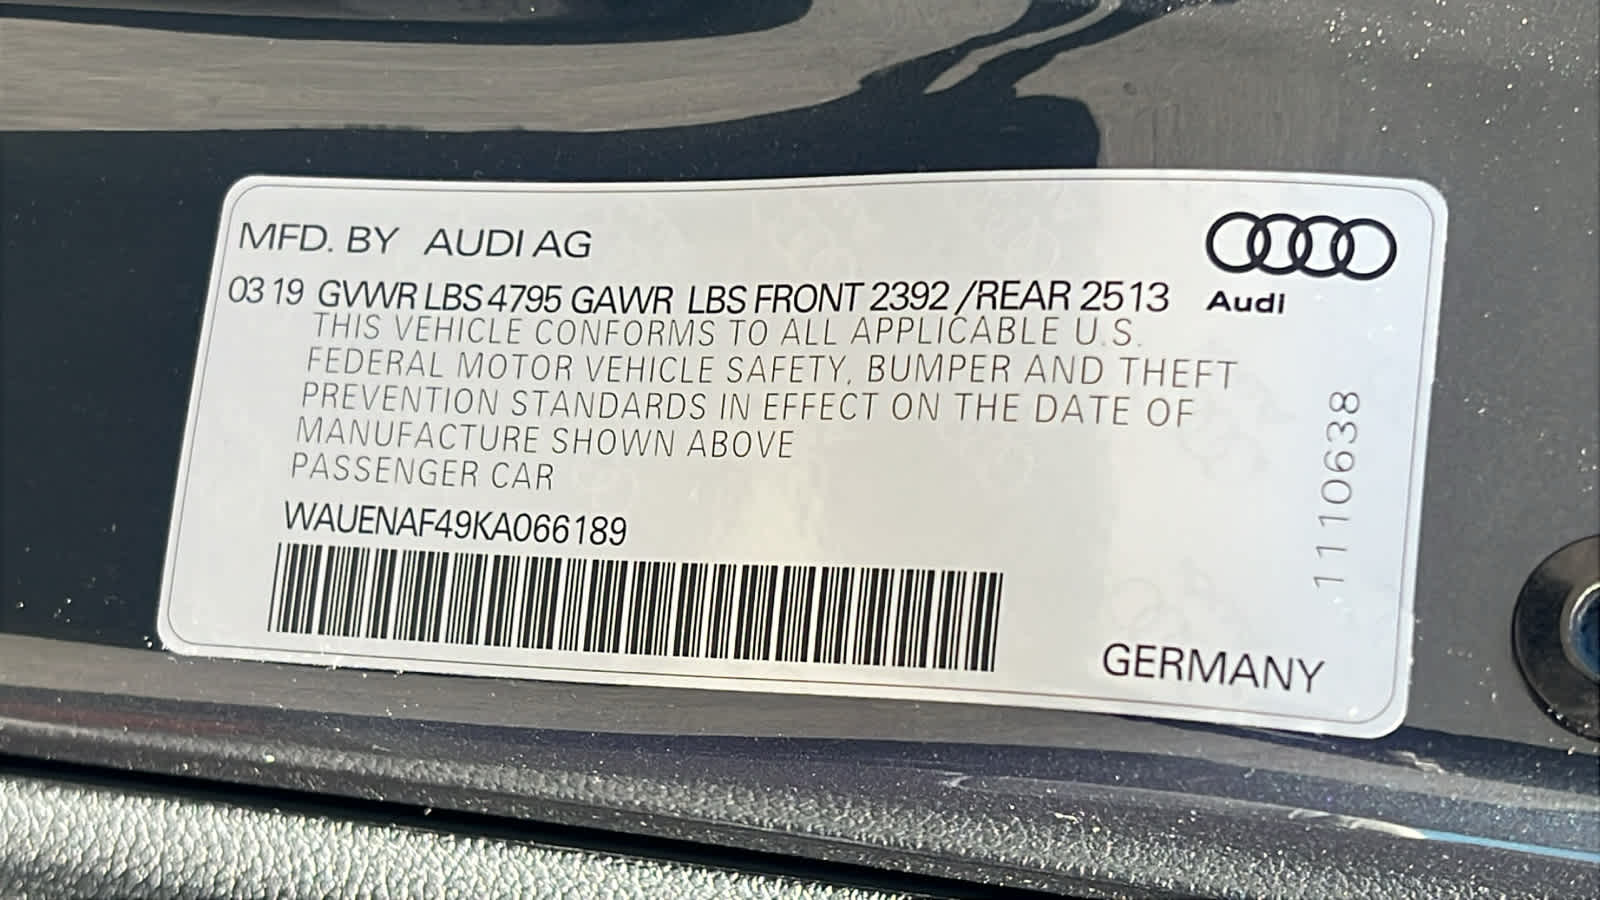 MFD. BY AUDI AG
03 19 GVWR LBS 4795 GAWR LBS FRONT 2392 /REAR 2513
Audi
THIS VEHICLE CONFORMS TO ALL APPLICABLE U.S.
FEDERAL MOTOR VEHICLE SAFETY, BUMPER AND THEFT
PREVENTION STANDARDS IN EFFECT ON THE DATE OF
MANUFACTURE SHOWN ABOVE
PASSENGER CAR
WAUENAF49KA066189
1110638
GERMANY